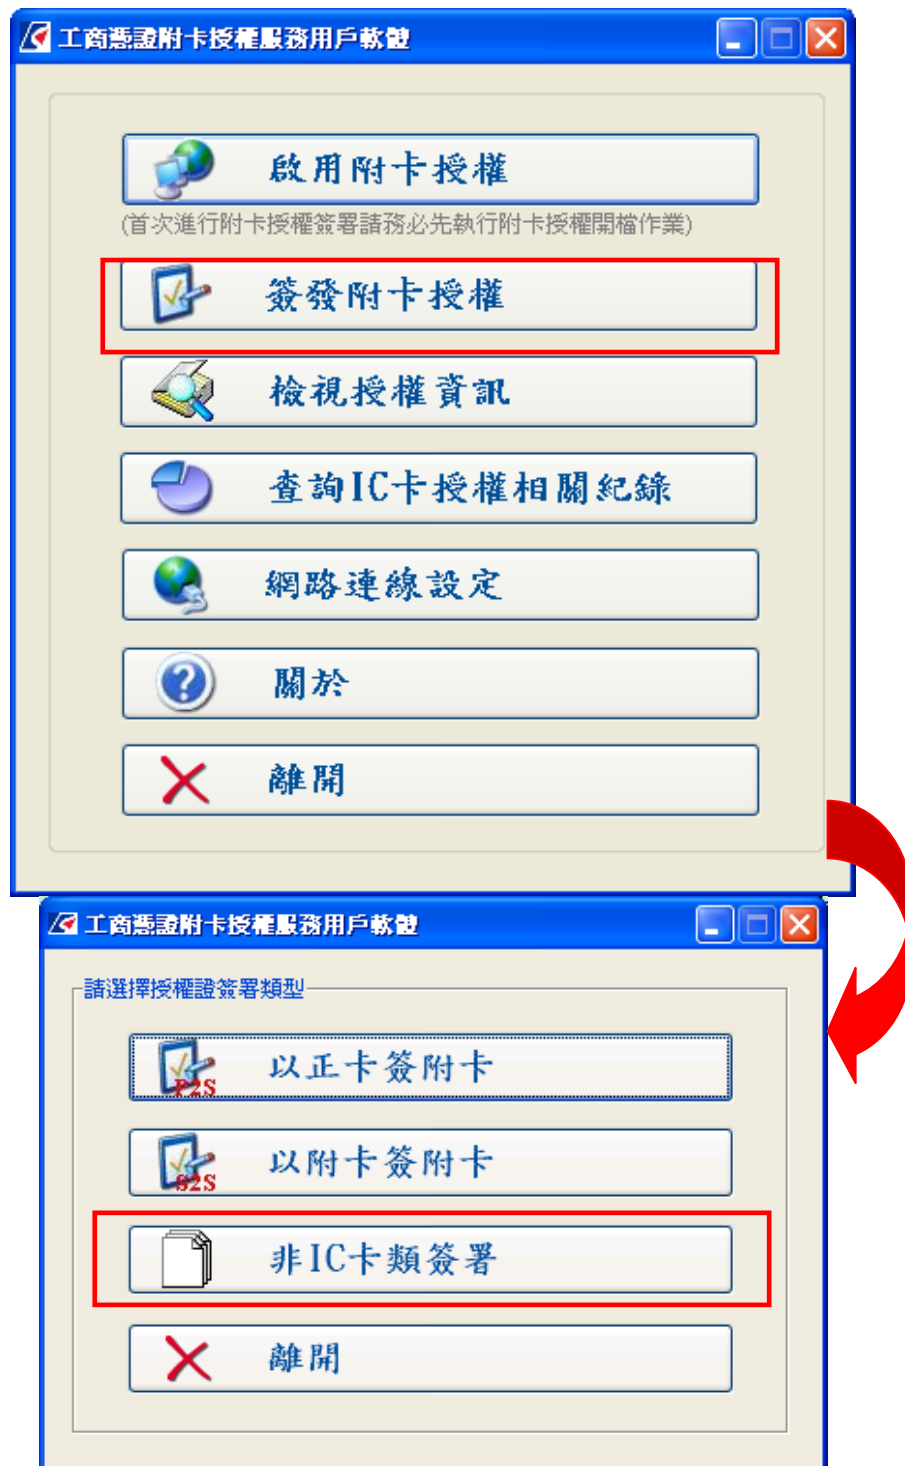 工商憑證附卡授權服務用戶軟體
啟用附卡授權
(首次進行附卡授權簽署請務必先執行附卡授權開檔作業)
簽發附卡授權
檢視授權資訊
查詢IC卡授權相關紀錄
網路連線設定
關於
離開
工商憑證附卡授權服務用戶軟體
請選擇授權證簽署類型
P2S
以正卡簽附卡
S2S
以附卡簽附卡
非IC卡類簽署
離開